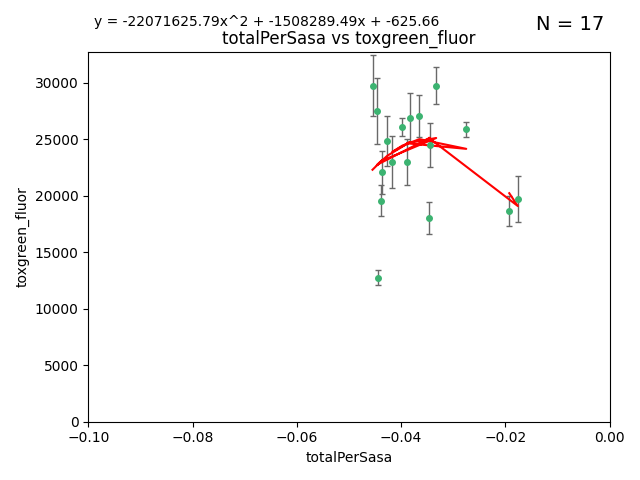 y = -22071625.79x^2 + -1508289.49x + -625.66
N = 17
totalPerSasa vs toxgreen_fluor
30000
25000
20000
15000
10000
5000
0
toxgreen_fluor
−0.10
−0.08
−0.06
−0.04
−0.02
0.00
totalPerSasa